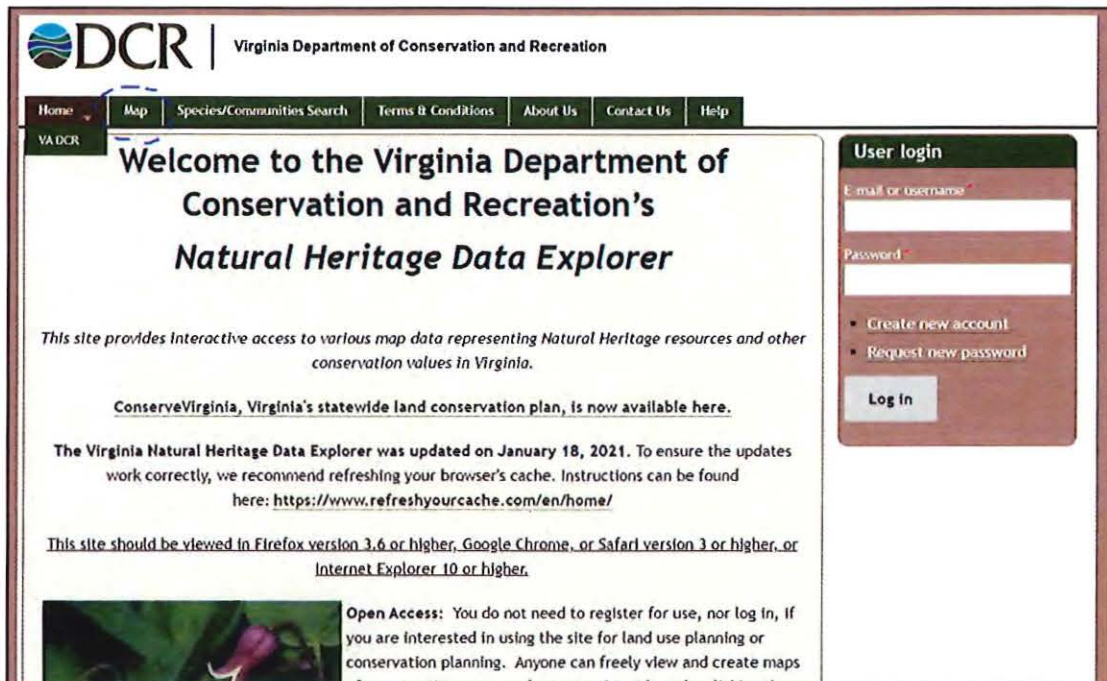 DCR | Virginia Department of Conservation and Recreation
Home Map Species/Communities Search Terms & Conditions About Us Contact Us Help
VA DCR
Welcome to the Virginia Department of
Conservation and Recreation's
Natural Heritage Data Explorer
This site provides interactive access to various map data representing Natural Heritage resources and other
conservation values in Virginia.
ConserveVirginia, Virginia's statewide land conservation plan, is now available here.
The Virginia Natural Heritage Data Explorer was updated on January 18, 2021. To ensure the updates
work correctly, we recommend refreshing your browser's cache. Instructions can be found
here: https://www.refreshyourcache.com/en/home/
This site should be viewed in Firefox version 3.6 or higher, Google Chrome, or Safari version 3 or higher, or
Internet Explorer 10 or higher.
Open Access: You do not need to register for use, nor log in, if
you are interested in using the site for land use planning or
conservation planning. Anyone can freely view and create maps
User login
E-mail or username *
Password *
Create new account
Request new password
Log in